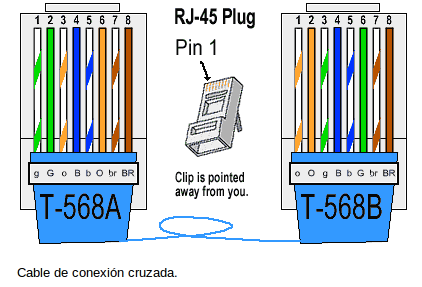 1 2 3 4 5 6 7 8
g G o B b O br BR
T-568A
RJ-45 Plug
Pin 1
Clip is pointed
away from you.
1 2 3 4 5 6 7 8
o O g B b G br BR
T-568B
Cable de conexión cruzada.